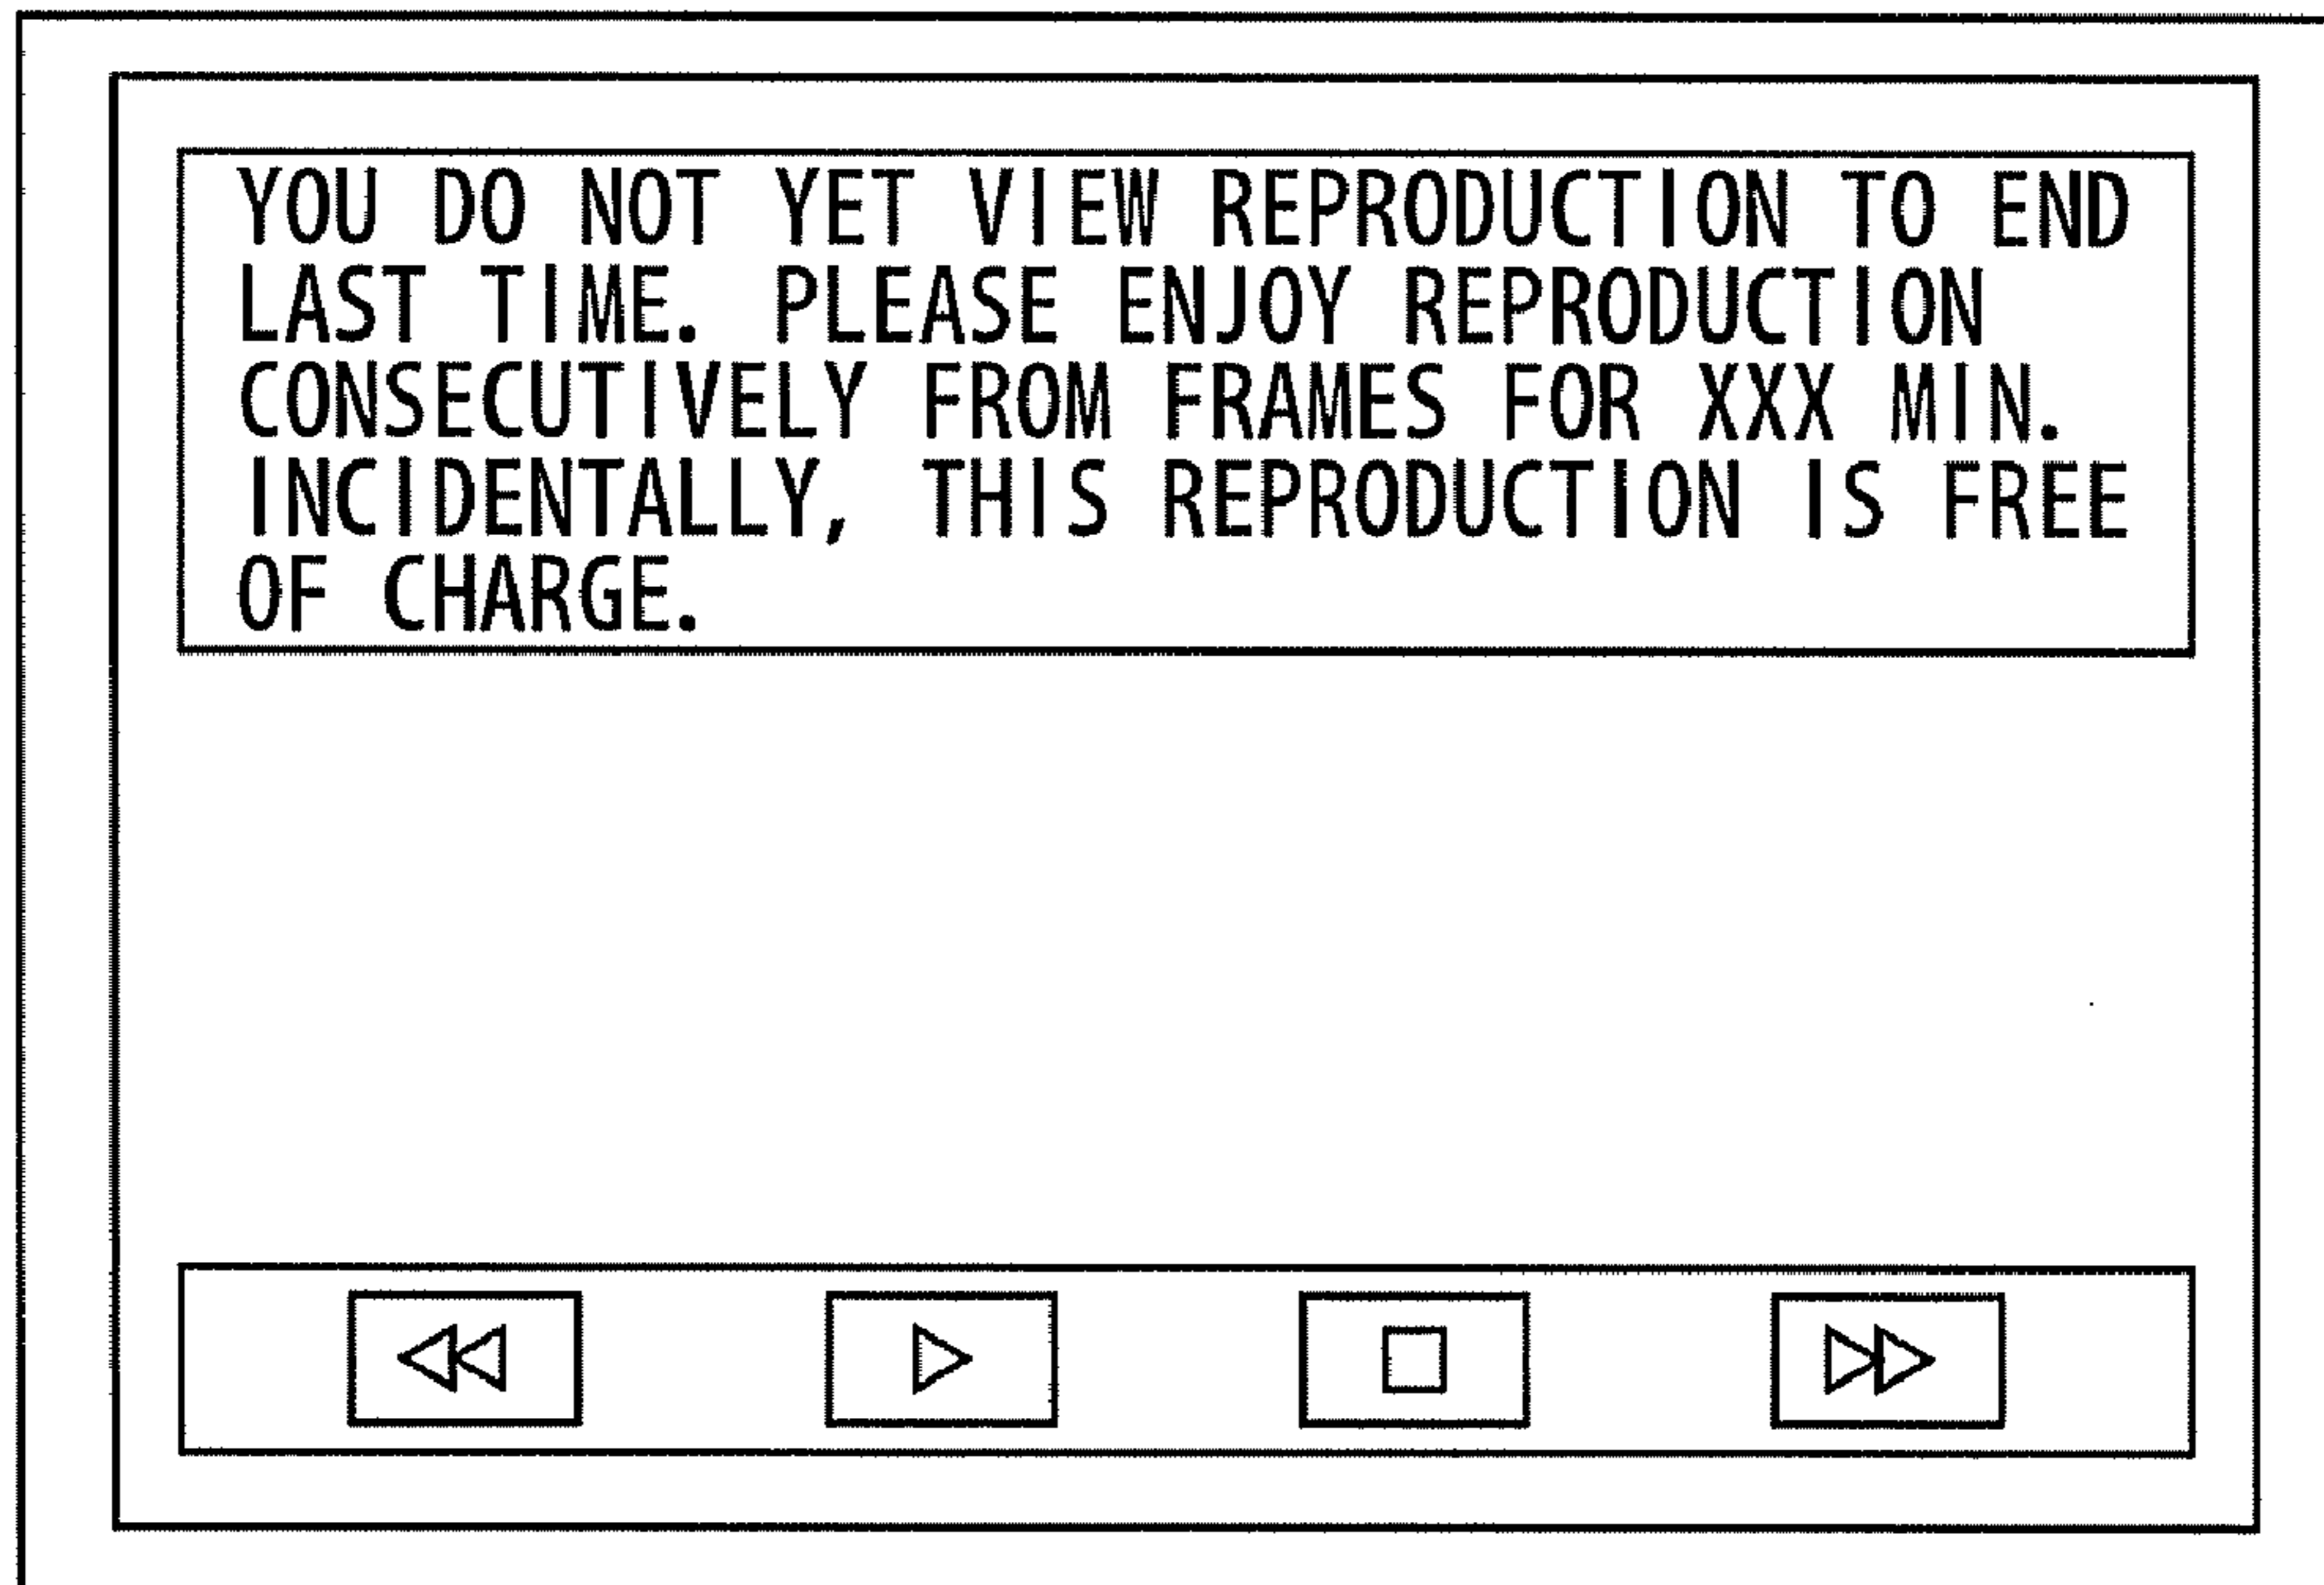 YOU DO NOT YET VIEW REPRODUCTION TO END
LAST TIME. PLEASE ENJOY REPRODUCTION
CONSECUTIVELY FROM FRAMES FOR XXX MIN.
INCIDENTALLY, THIS REPRODUCTION IS FREE
OF CHARGE.